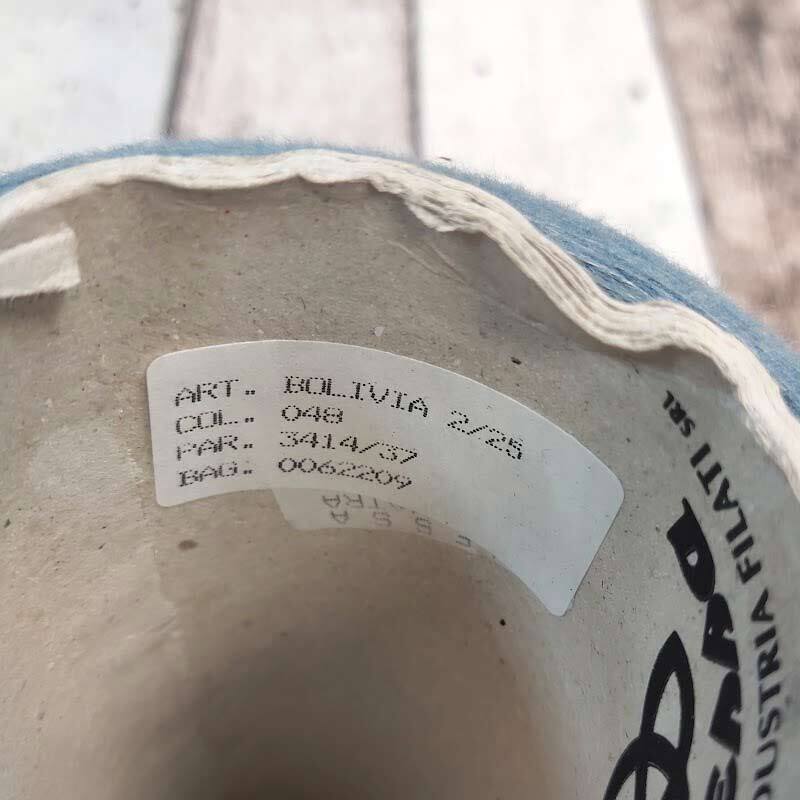 ART.. BOLIVIA 2/25
COL.. 048
PAR.. 3414/37
BAG.. 0062209
INDUSTRIA FILATI SRL